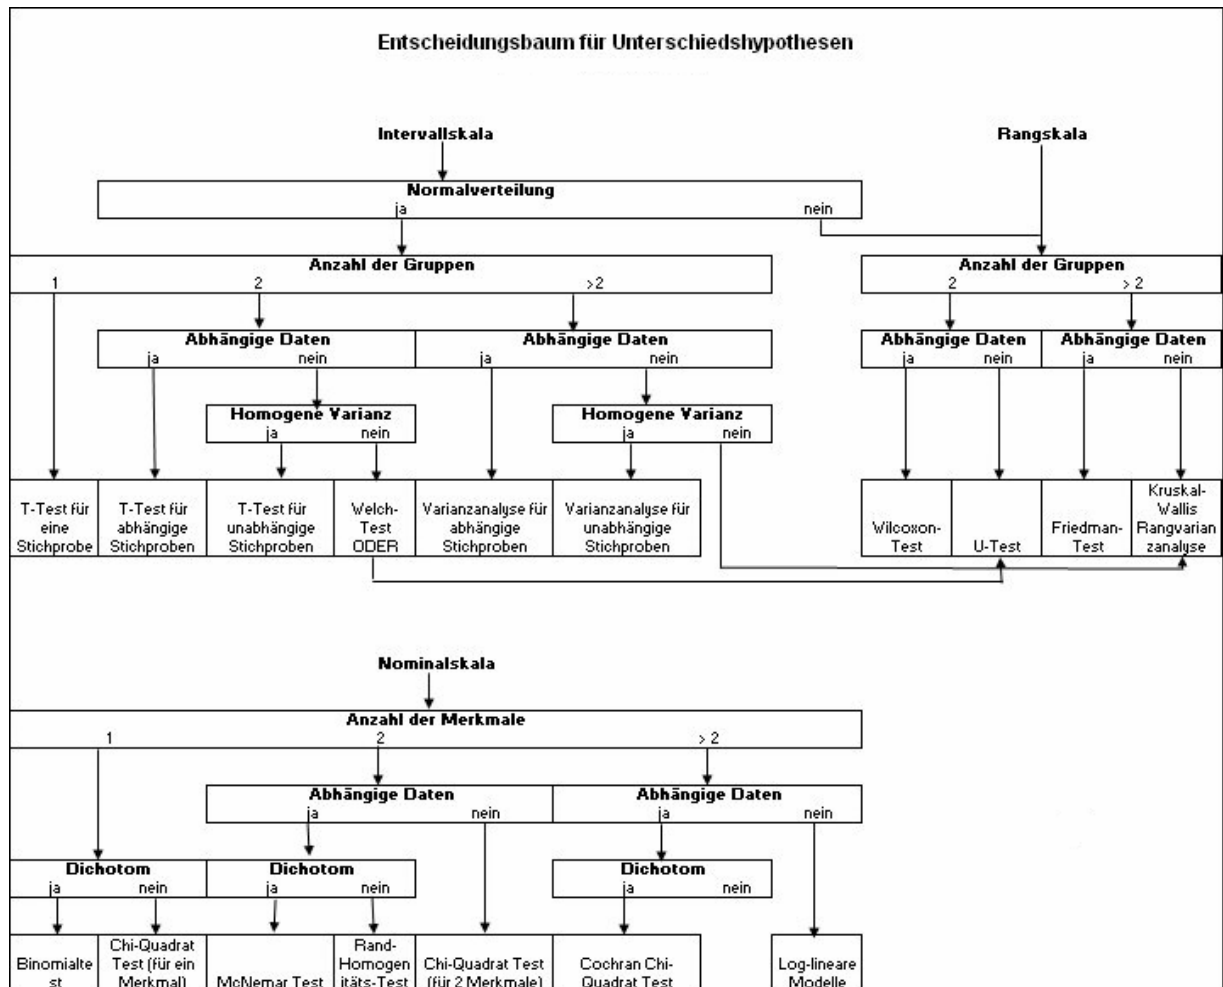 Entscheidungsbaum für Unterschiedshypothesen
Intervallskala
Rangskala
Normalverteilung
ja nein
Anzahl der Gruppen
1 2 >2
Anzahl der Gruppen
2 > 2
Abhängige Daten
ja nein
Abhängige Daten
ja nein
Abhängige Daten
ja nein
Abhängige Daten
ja nein
Homogene Varianz
ja nein
Homogene Varianz
ja nein
T-Test für
eine
Stichprobe
T-Test für
abhängige
Stichproben
T-Test für
unabhängige
Stichproben
Welch-
Test
ODER
Varianzanalyse für
abhängige
Stichproben
Varianzanalyse für
unabhängige
Stichproben
Wilcoxon-
Test
U-Test
Friedman-
Test
Kruskal-
Wallis
Rangvarian
zanalyse
Nominalskala
Anzahl der Merkmale
1 2 > 2
Abhängige Daten
ja nein
Abhängige Daten
ja nein
Dichotom
ja nein
Dichotom
ja nein
Dichotom
ja nein
Binomialte
st
Chi-Quadrat
Test (für ein
Merkmal)
McNemar Test
Rand-
Homogen
itäts-Test
Chi-Quadrat Test
(für 2 Merkmale)
Cochran Chi-
Quadrat Test
Log-lineare
Modelle